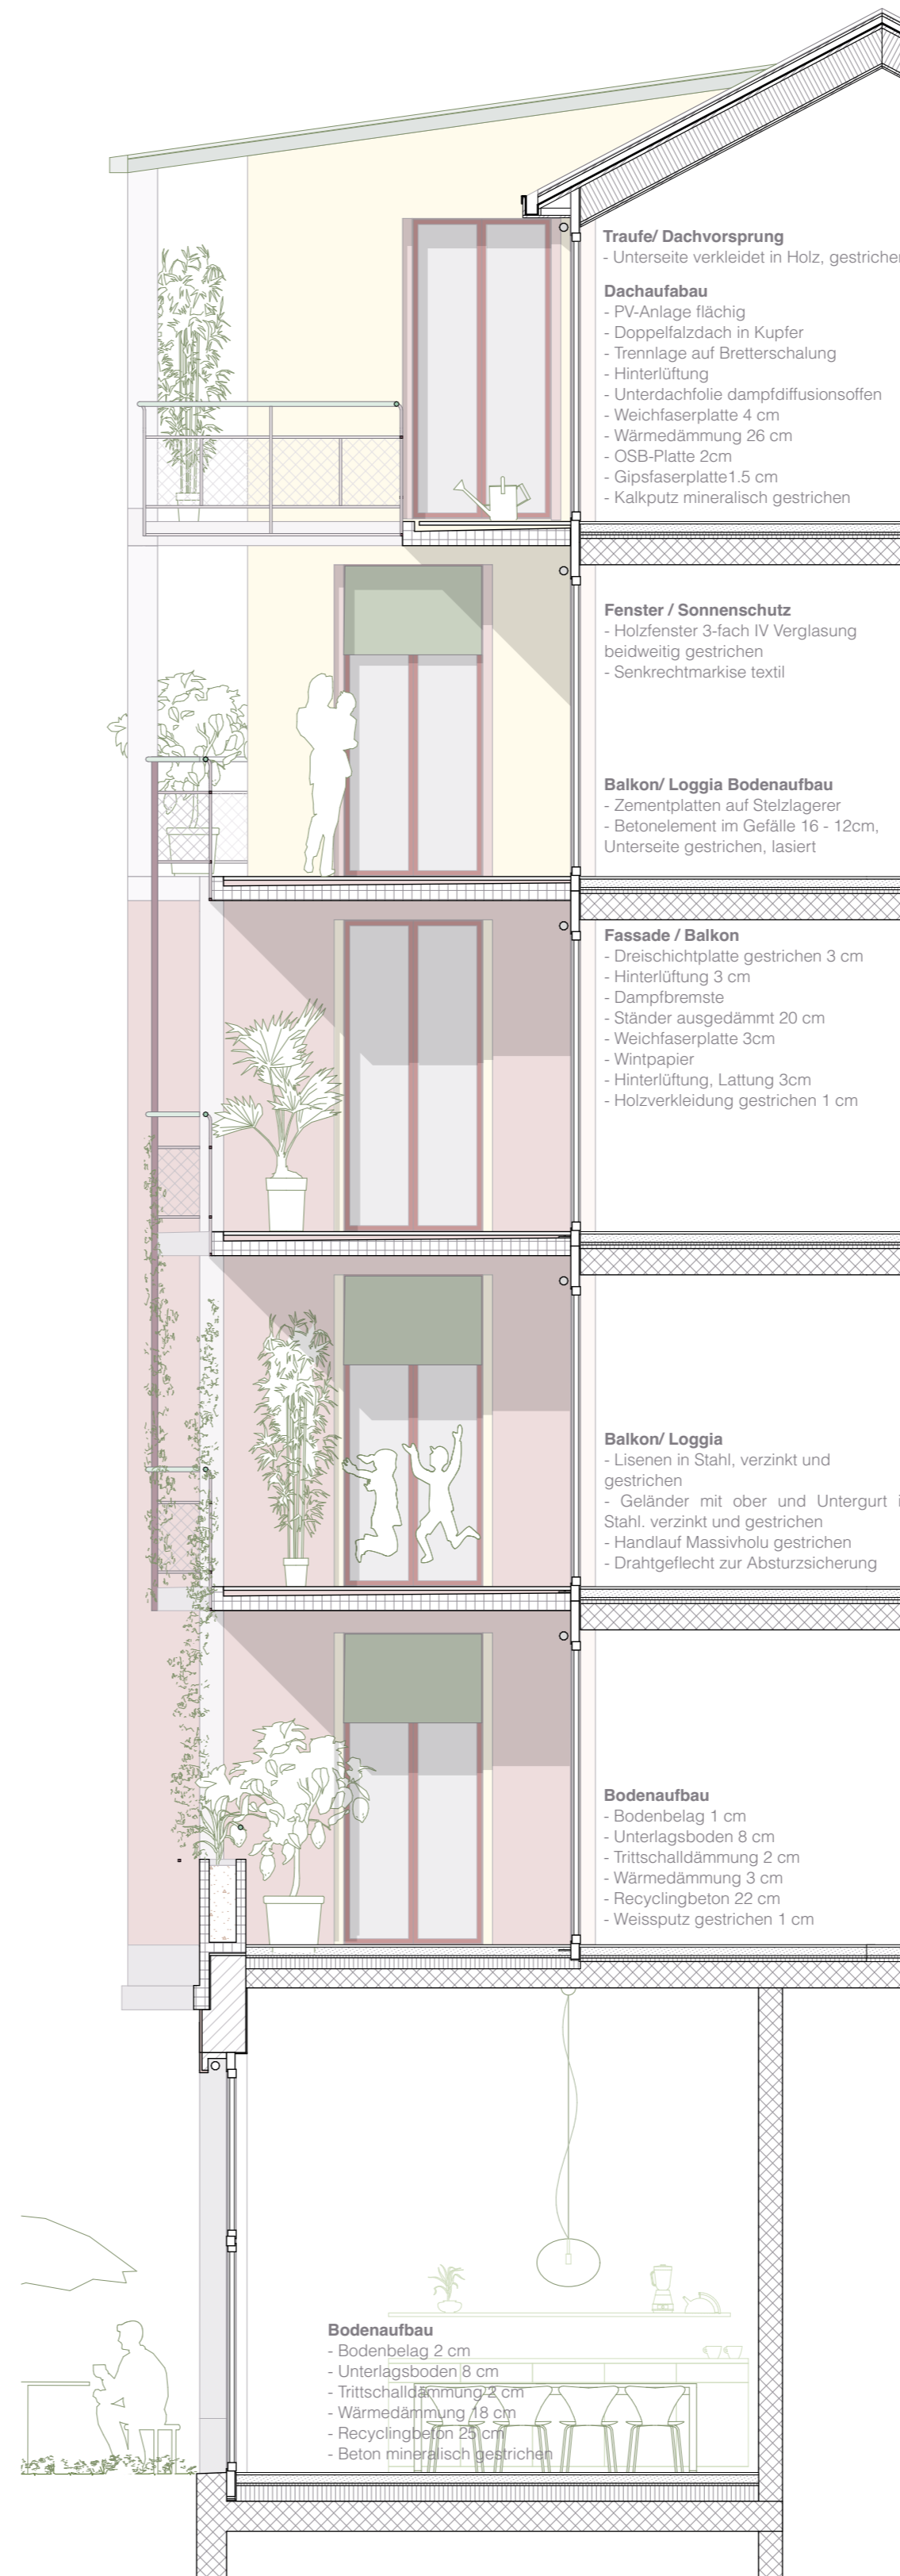 Traufe/ Dachvorsprung
- Unterseite verkleidet in Holz, gestrichen
Dachaufabau
- PV-Anlage flächig
- Doppelfalzdach in Kupfer
- Trennlage auf Bretterschalung
- Hinterlüftung
- Unterdachfolie dampfdiffusionsoffen
- Weichfaserplatte 4 cm
- Wärmedämmung 26 cm
- OSB-Platte 2cm
- Gipsfaserplatte1.5 cm
- Kalkputz mineralisch gestrichen
Fenster / Sonnenschutz
- Holzfenster 3-fach IV Verglasung
beidweitig gestrichen
- Senkrechtmarkise textil
Balkon/ Loggia Bodenaufbau
- Zementplatten auf Stelzlagerer
- Betonelement im Gefälle 16 - 12cm,
Unterseite gestrichen, lasiert
Fassade / Balkon
- Dreischichtplatte gestrichen 3 cm
- Hinterlüftung 3 cm
- Dampfbremste
- Ständer ausgedämmt 20 cm
- Weichfaserplatte 3cm
- Wintpapier
- Hinterlüftung, Lattung 3cm
- Holzverkleidung gestrichen 1 cm
Balkon/ Loggia
- Lisenen in Stahl, verzinkt und
gestrichen
- Geländer mit ober und Untergurt i
Stahl. verzinkt und gestrichen
- Handlauf Massivholu gestrichen
- Drahtgeflecht zur Absturzsicherung
Bodenaufbau
- Bodenbelag 1 cm
- Unterlagsboden 8 cm
- Trittschalldämmung 2 cm
- Wärmedämmung 3 cm
- Recyclingbeton 22 cm
- Weissputz gestrichen 1 cm
Bodenaufbau
- Bodenbelag 2 cm
- Unterlagsboden 8 cm
- Trittschalldämmung 2 cm
- Wärmedämmung 18 cm
- Recyclingbeton 25 cm
- Beton mineralisch gestrichen